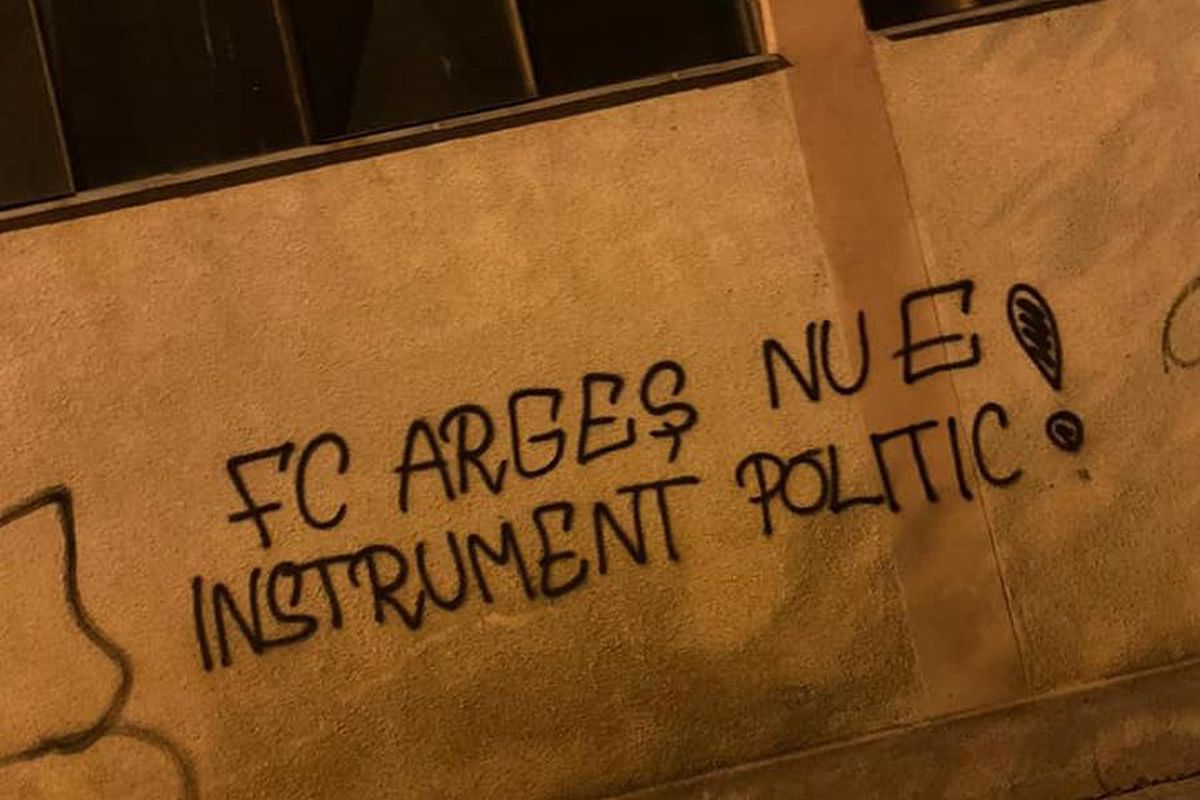 FC ARGEȘ NU E
INSTRUMENT POLITIC !